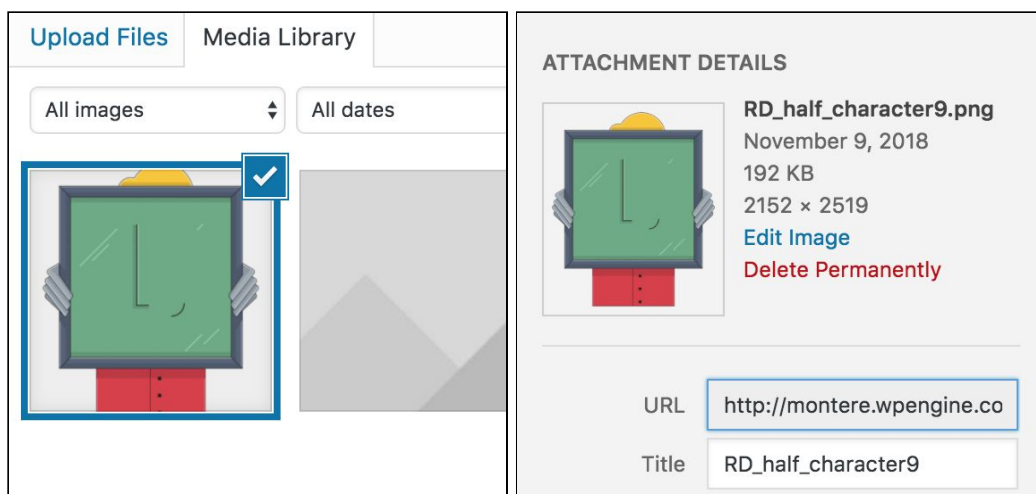 Upload Files
Media Library
All images
All dates
ATTACHMENT DETAILS
RD_half_character9.png
November 9, 2018
192 KB
2152 × 2519
Edit Image
Delete Permanently
URL
http://montere.wpengine.co
Title
RD_half_character9